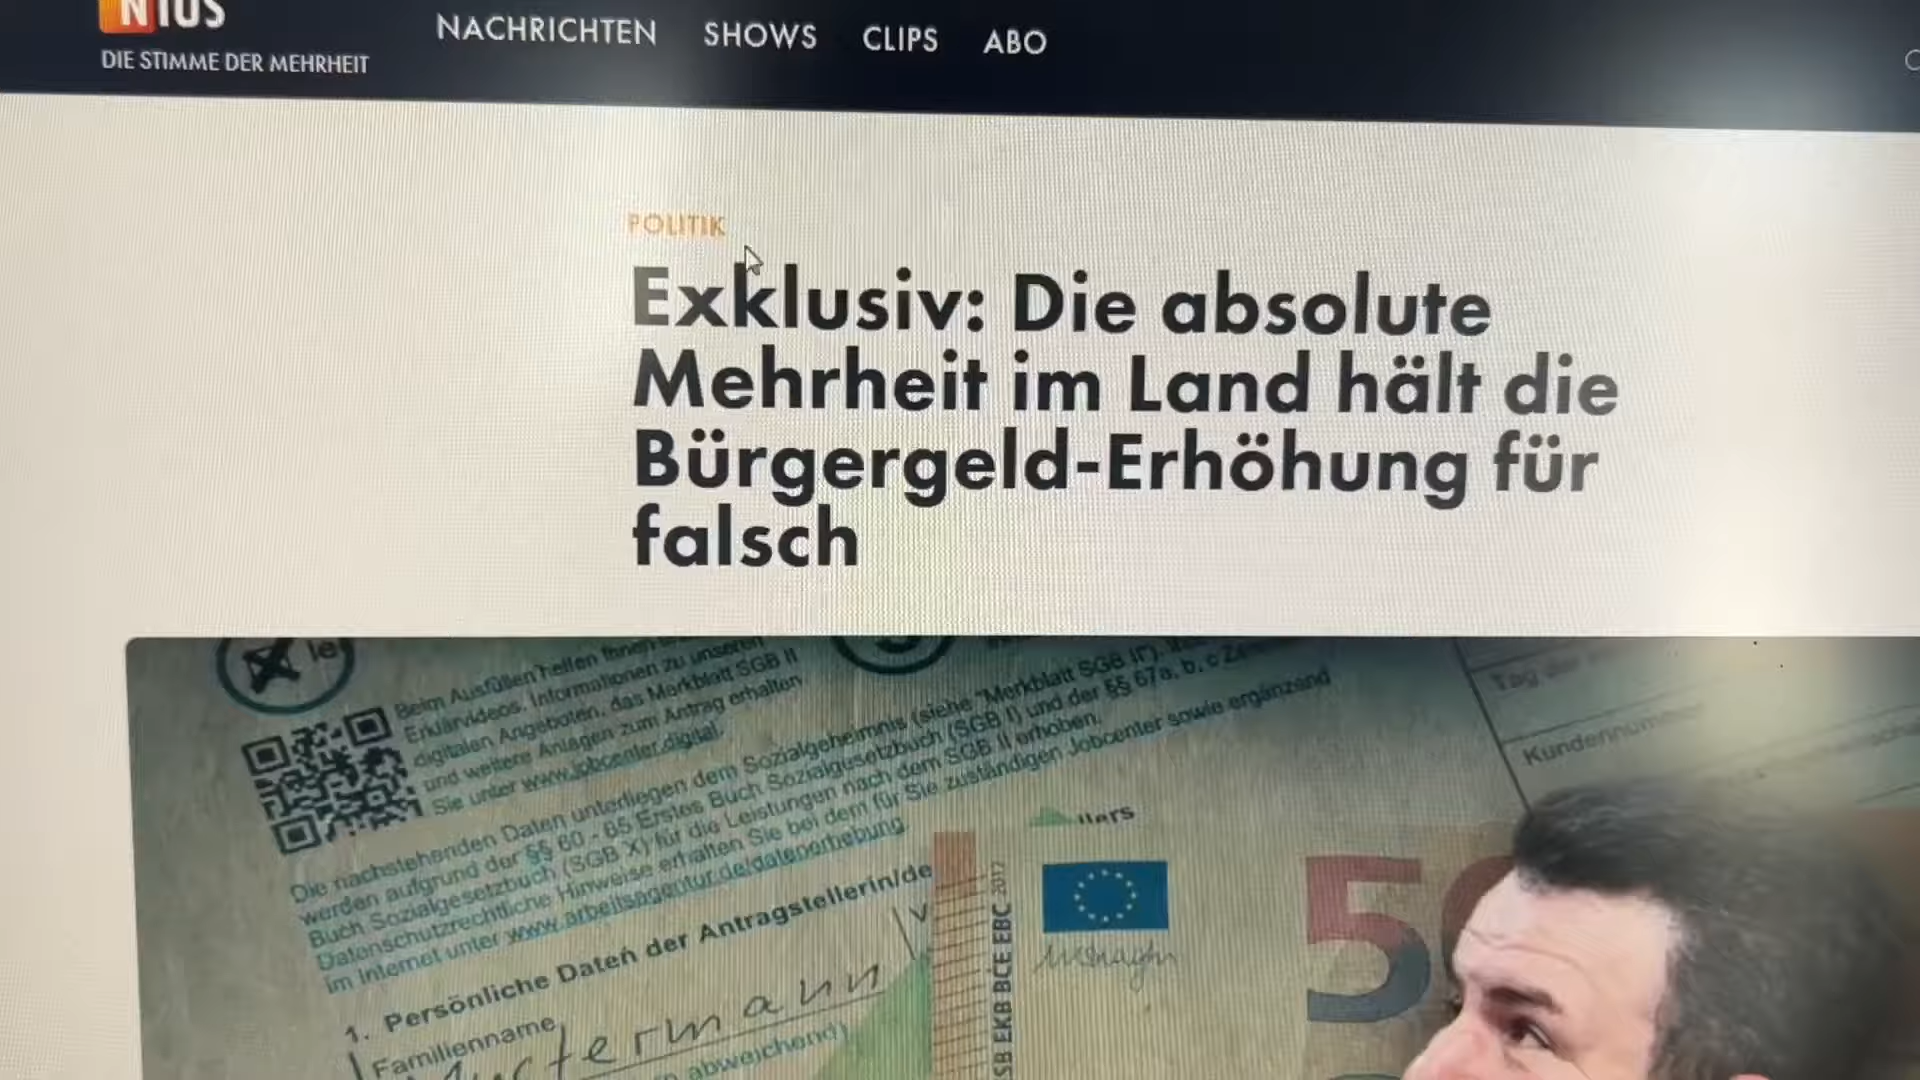 NIUS
DIE STIMME DER MEHRHEIT
NACHRICHTEN SHOWS CLIPS ABO
POLITIK
Exklusiv: Die absolute
Mehrheit im Land hält die
Bürgergeld-Erhöhung für
falsch
Beim Ausfüllen helfen Ihnen
Erklärvideos. Informationen zu unseren
digitalen Angeboten, das Merkblatt SGB II
und weitere Anlagen zum Antrag erhalten
Sie unter www.jobcenter.digital.
Die nachstehenden Daten unterliegen dem Sozialgeheimnis (siehe "Merkblatt SGB II").
werden aufgrund der §§ 60 - 65 Erstes Buch Sozialgesetzbuch (SGB I) und der §§ 67a, b, c
Buch Sozialgesetzbuch (SGB X) für die Leistungen nach dem SGB II erhoben.
Datenschutzrechtliche Hinweise erhalten Sie bei dem für Sie zuständigen Jobcenter sowie ergänzend
im Internet unter www.arbeitsagentur.de/datenerhebung
1. Persönliche Daten der Antragstellerin/de
Familienname
Mustermann
abweichend)
Tag der
Kundennummer
EKB BCE EBC 2017
5